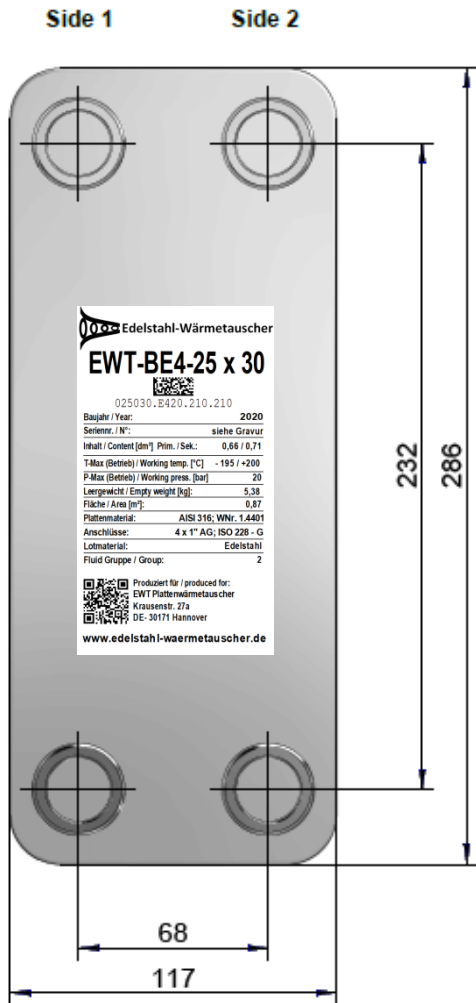 Side 1 Side 2
Edelstahl-Wärmetauscher
EWT-BE4-25 x 30
025030.E420.210.210
Baujahr / Year: 2020
Seriennr. / N°: siehe Gravur
Inhalt / Content [dm³] Prim. / Sek.: 0,66 / 0,71
T-Max (Betrieb) / Working temp. [°C] - 195 / +200
P-Max (Betrieb) / Working press. [bar] 20
Leergewicht / Empty weight [kg]: 5,38
Fläche / Area [m²]: 0,87
Plattenmaterial: AISI 316; WNr. 1.4401
Anschlüsse: 4 x 1" AG; ISO 228 - G
Lotmaterial: Edelstahl
Fluid Gruppe / Group: 2
Produziert für / produced for:
EWT Plattenwärmetauscher
Krausenstr. 27a
DE- 30171 Hannover
www.edelstahl-waermetauscher.de
232
286
68
117